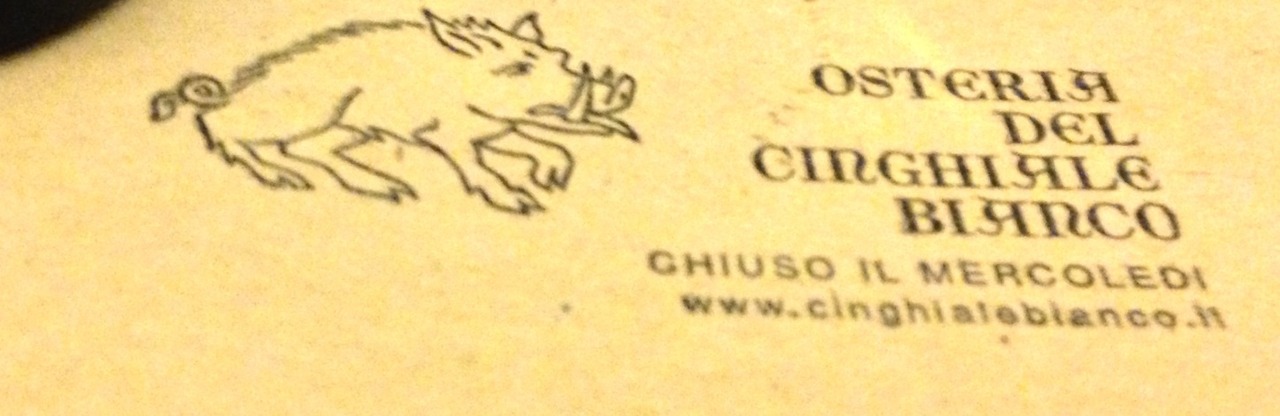 OSTERIA
DEL
CINGHIALE
BIANCO
CHIUSO IL MERCOLEDI
www.cinghialebianco.it